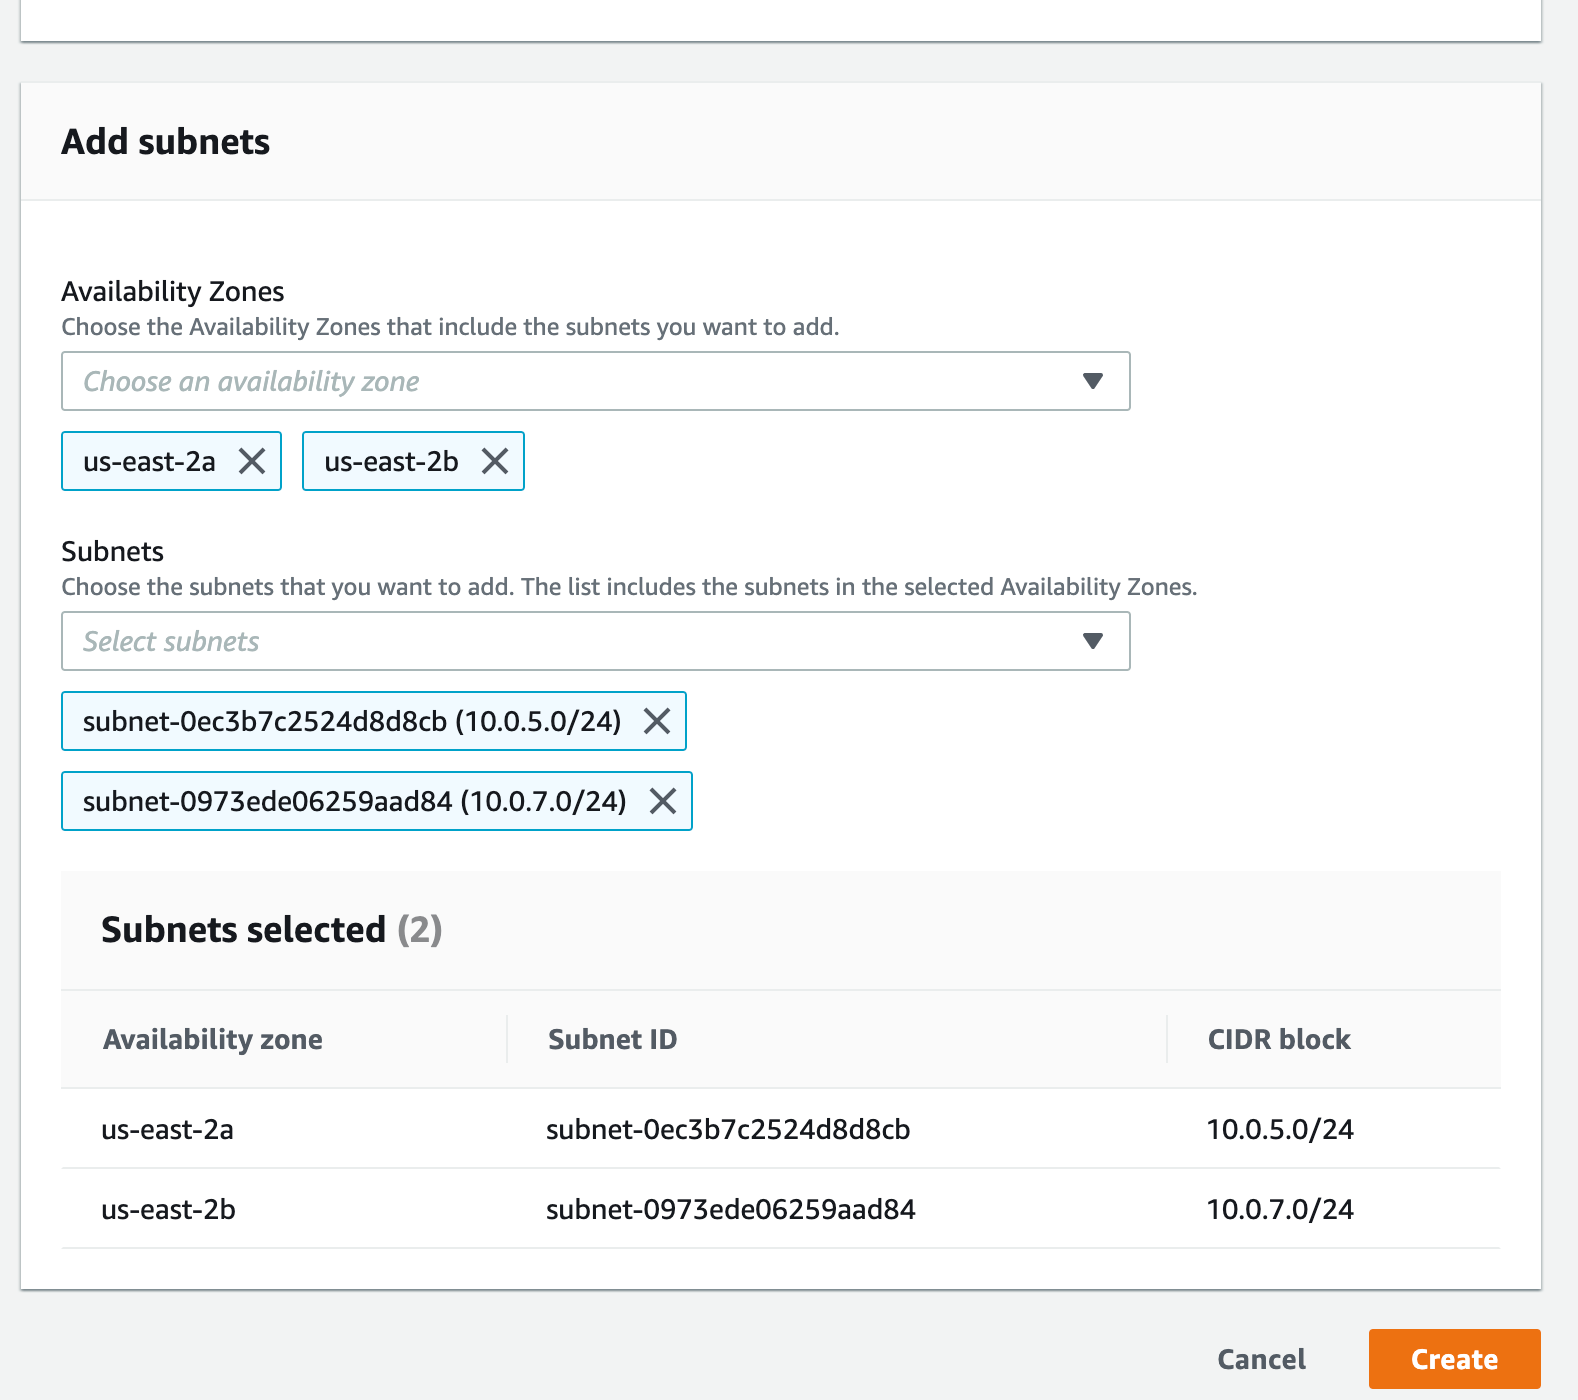 Add subnets
Availability Zones
Choose the Availability Zones that include the subnets you want to add.
Choose an availability zone
us-east-2a us-east-2b
Subnets
Choose the subnets that you want to add. The list includes the subnets in the selected Availability Zones.
Select subnets
subnet-0ec3b7c2524d8d8cb (10.0.5.0/24)
subnet-0973ede06259aad84 (10.0.7.0/24)
Subnets selected (2)
Availability zone Subnet ID CIDR block
us-east-2a subnet-0ec3b7c2524d8d8cb 10.0.5.0/24
us-east-2b subnet-0973ede06259aad84 10.0.7.0/24
Cancel Create